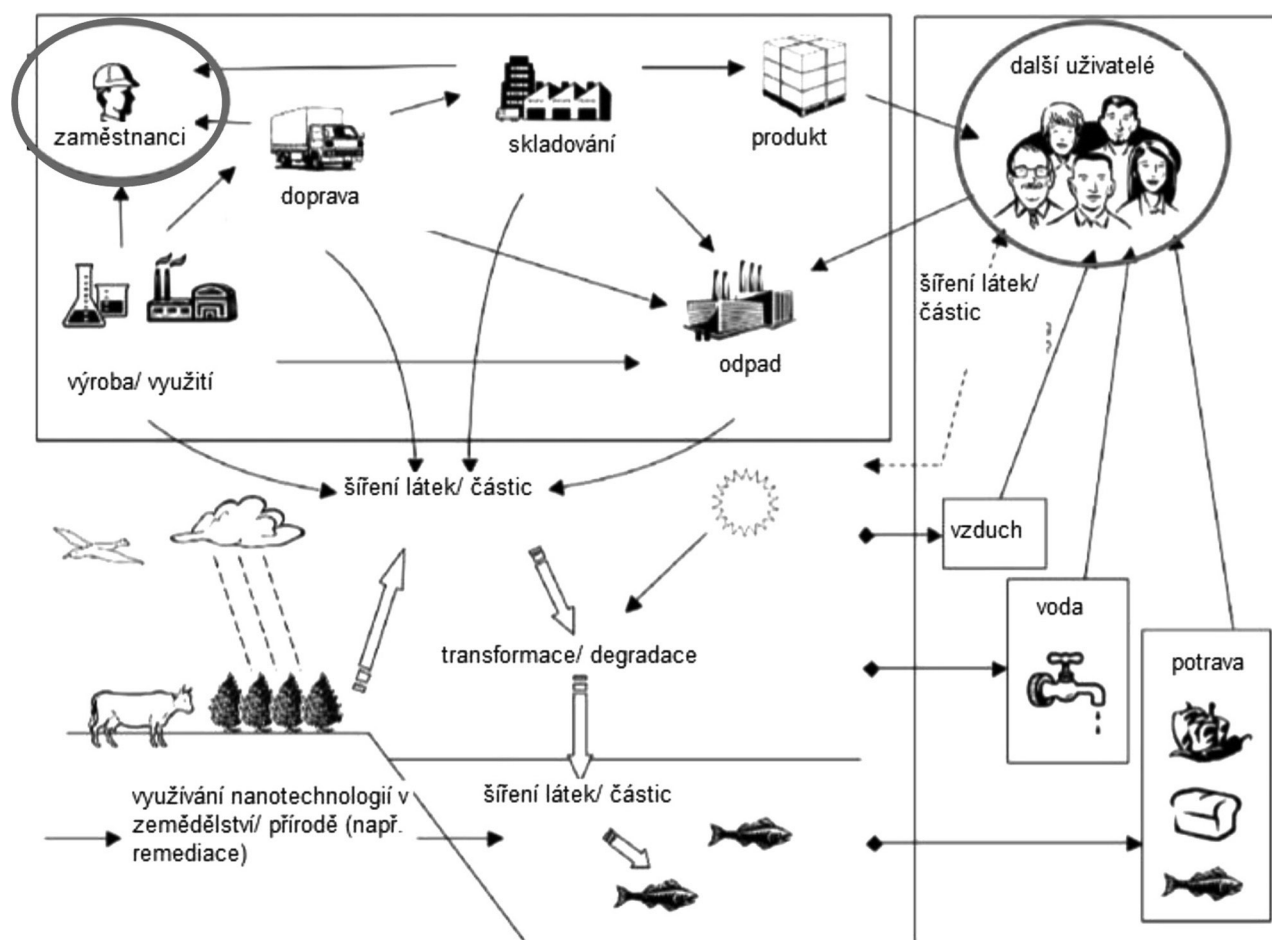 další uživatelé
zaměstnanci
skladování
produkt
doprava
šíření látek/
částic
výroba/ využití
odpad
šíření látek/ částic
vzduch
voda
transformace/ degradace
potrava
využívání nanotechnologií v
zemědělství/ přírodě (např.
remediace)
šíření látek/ částic